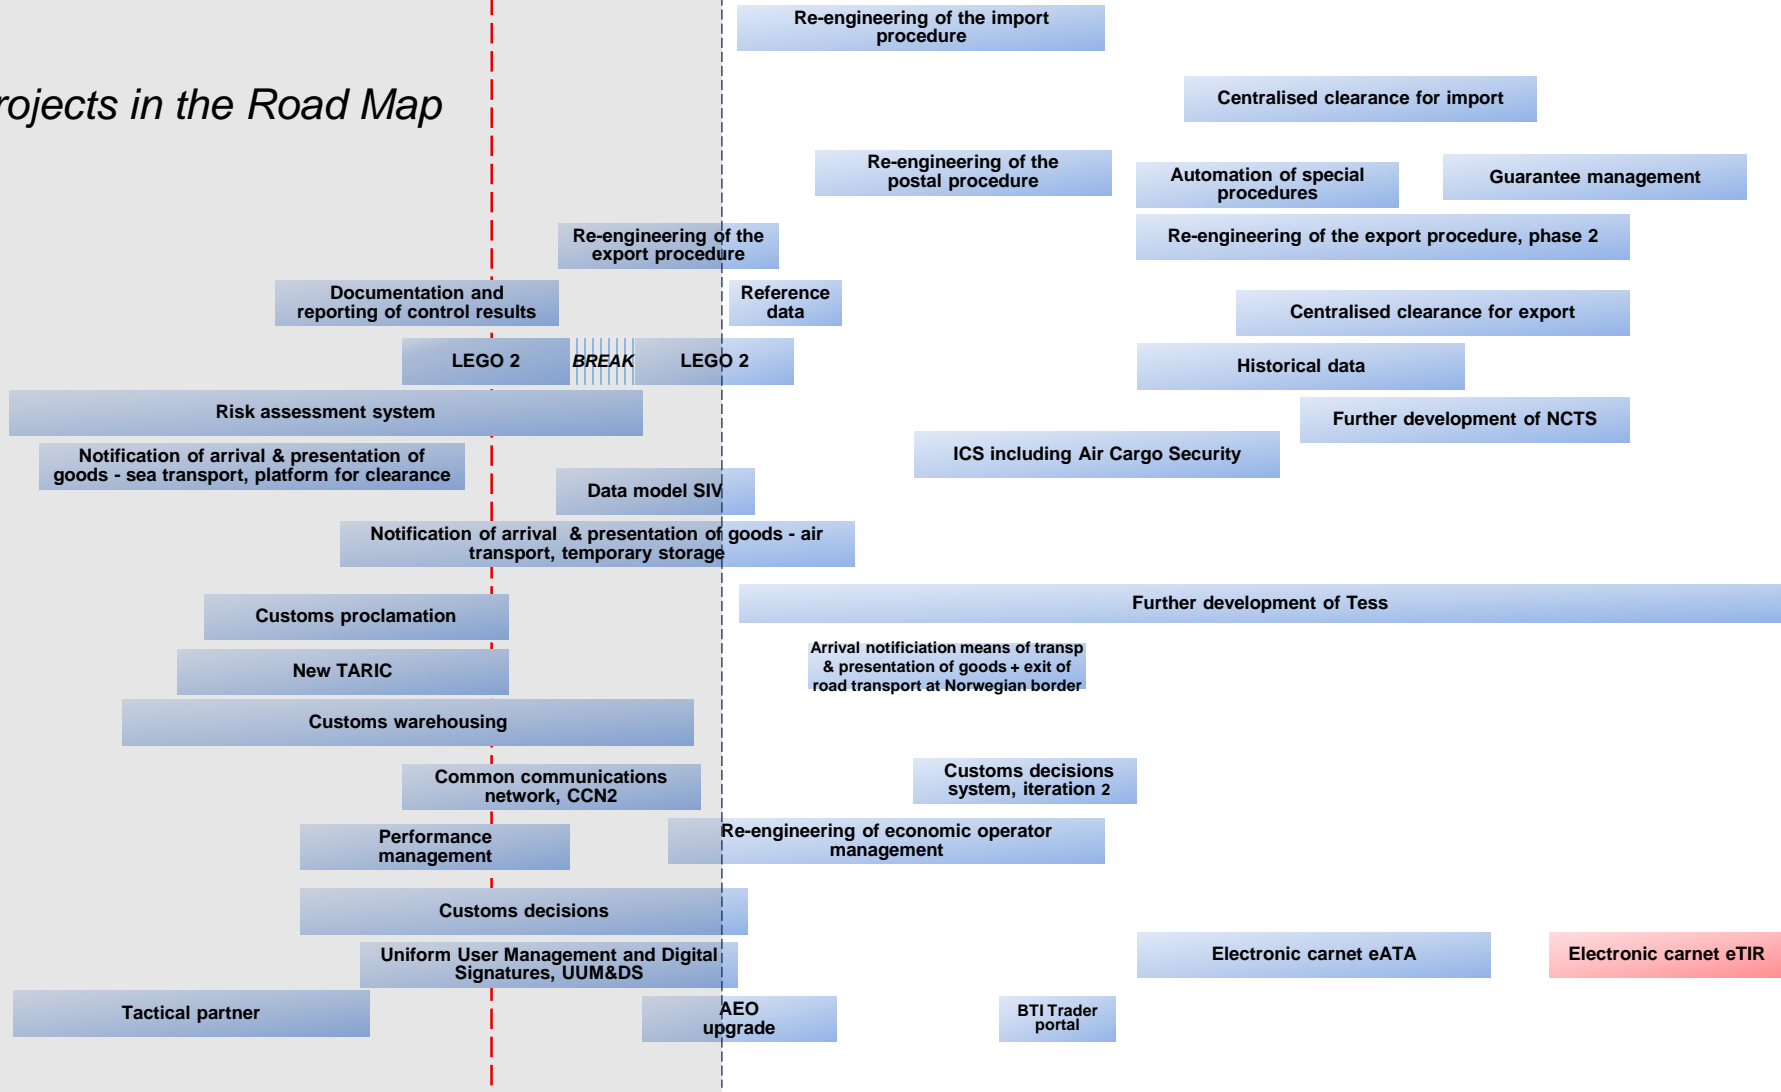 Re-engineering of the import
procedure
rojects in the Road Map
Centralised clearance for import
Re-engineering of the
postal procedure
Automation of special
procedures
Guarantee management
Re-engineering of the
export procedure
Re-engineering of the export procedure, phase 2
Documentation and
reporting of control results
Reference
data
Centralised clearance for export
LEGO 2
BREAK
LEGO 2
Historical data
Risk assessment system
Further development of NCTS
Notification of arrival & presentation of
goods - sea transport, platform for clearance
ICS including Air Cargo Security
Data model SIV
Notification of arrival & presentation of goods - air
transport, temporary storage
Customs proclamation
Further development of Tess
New TARIC
Arrival notificiation means of transp
& presentation of goods + exit of
road transport at Norwegian border
Customs warehousing
Common communications
network, CCN2
Customs decisions
system, iteration 2
Performance
management
Re-engineering of economic operator
management
Customs decisions
Uniform User Management and Digital
Signatures, UUM&DS
Electronic carnet eATA
Electronic carnet eTIR
Tactical partner
AEO
upgrade
BTI Trader
portal